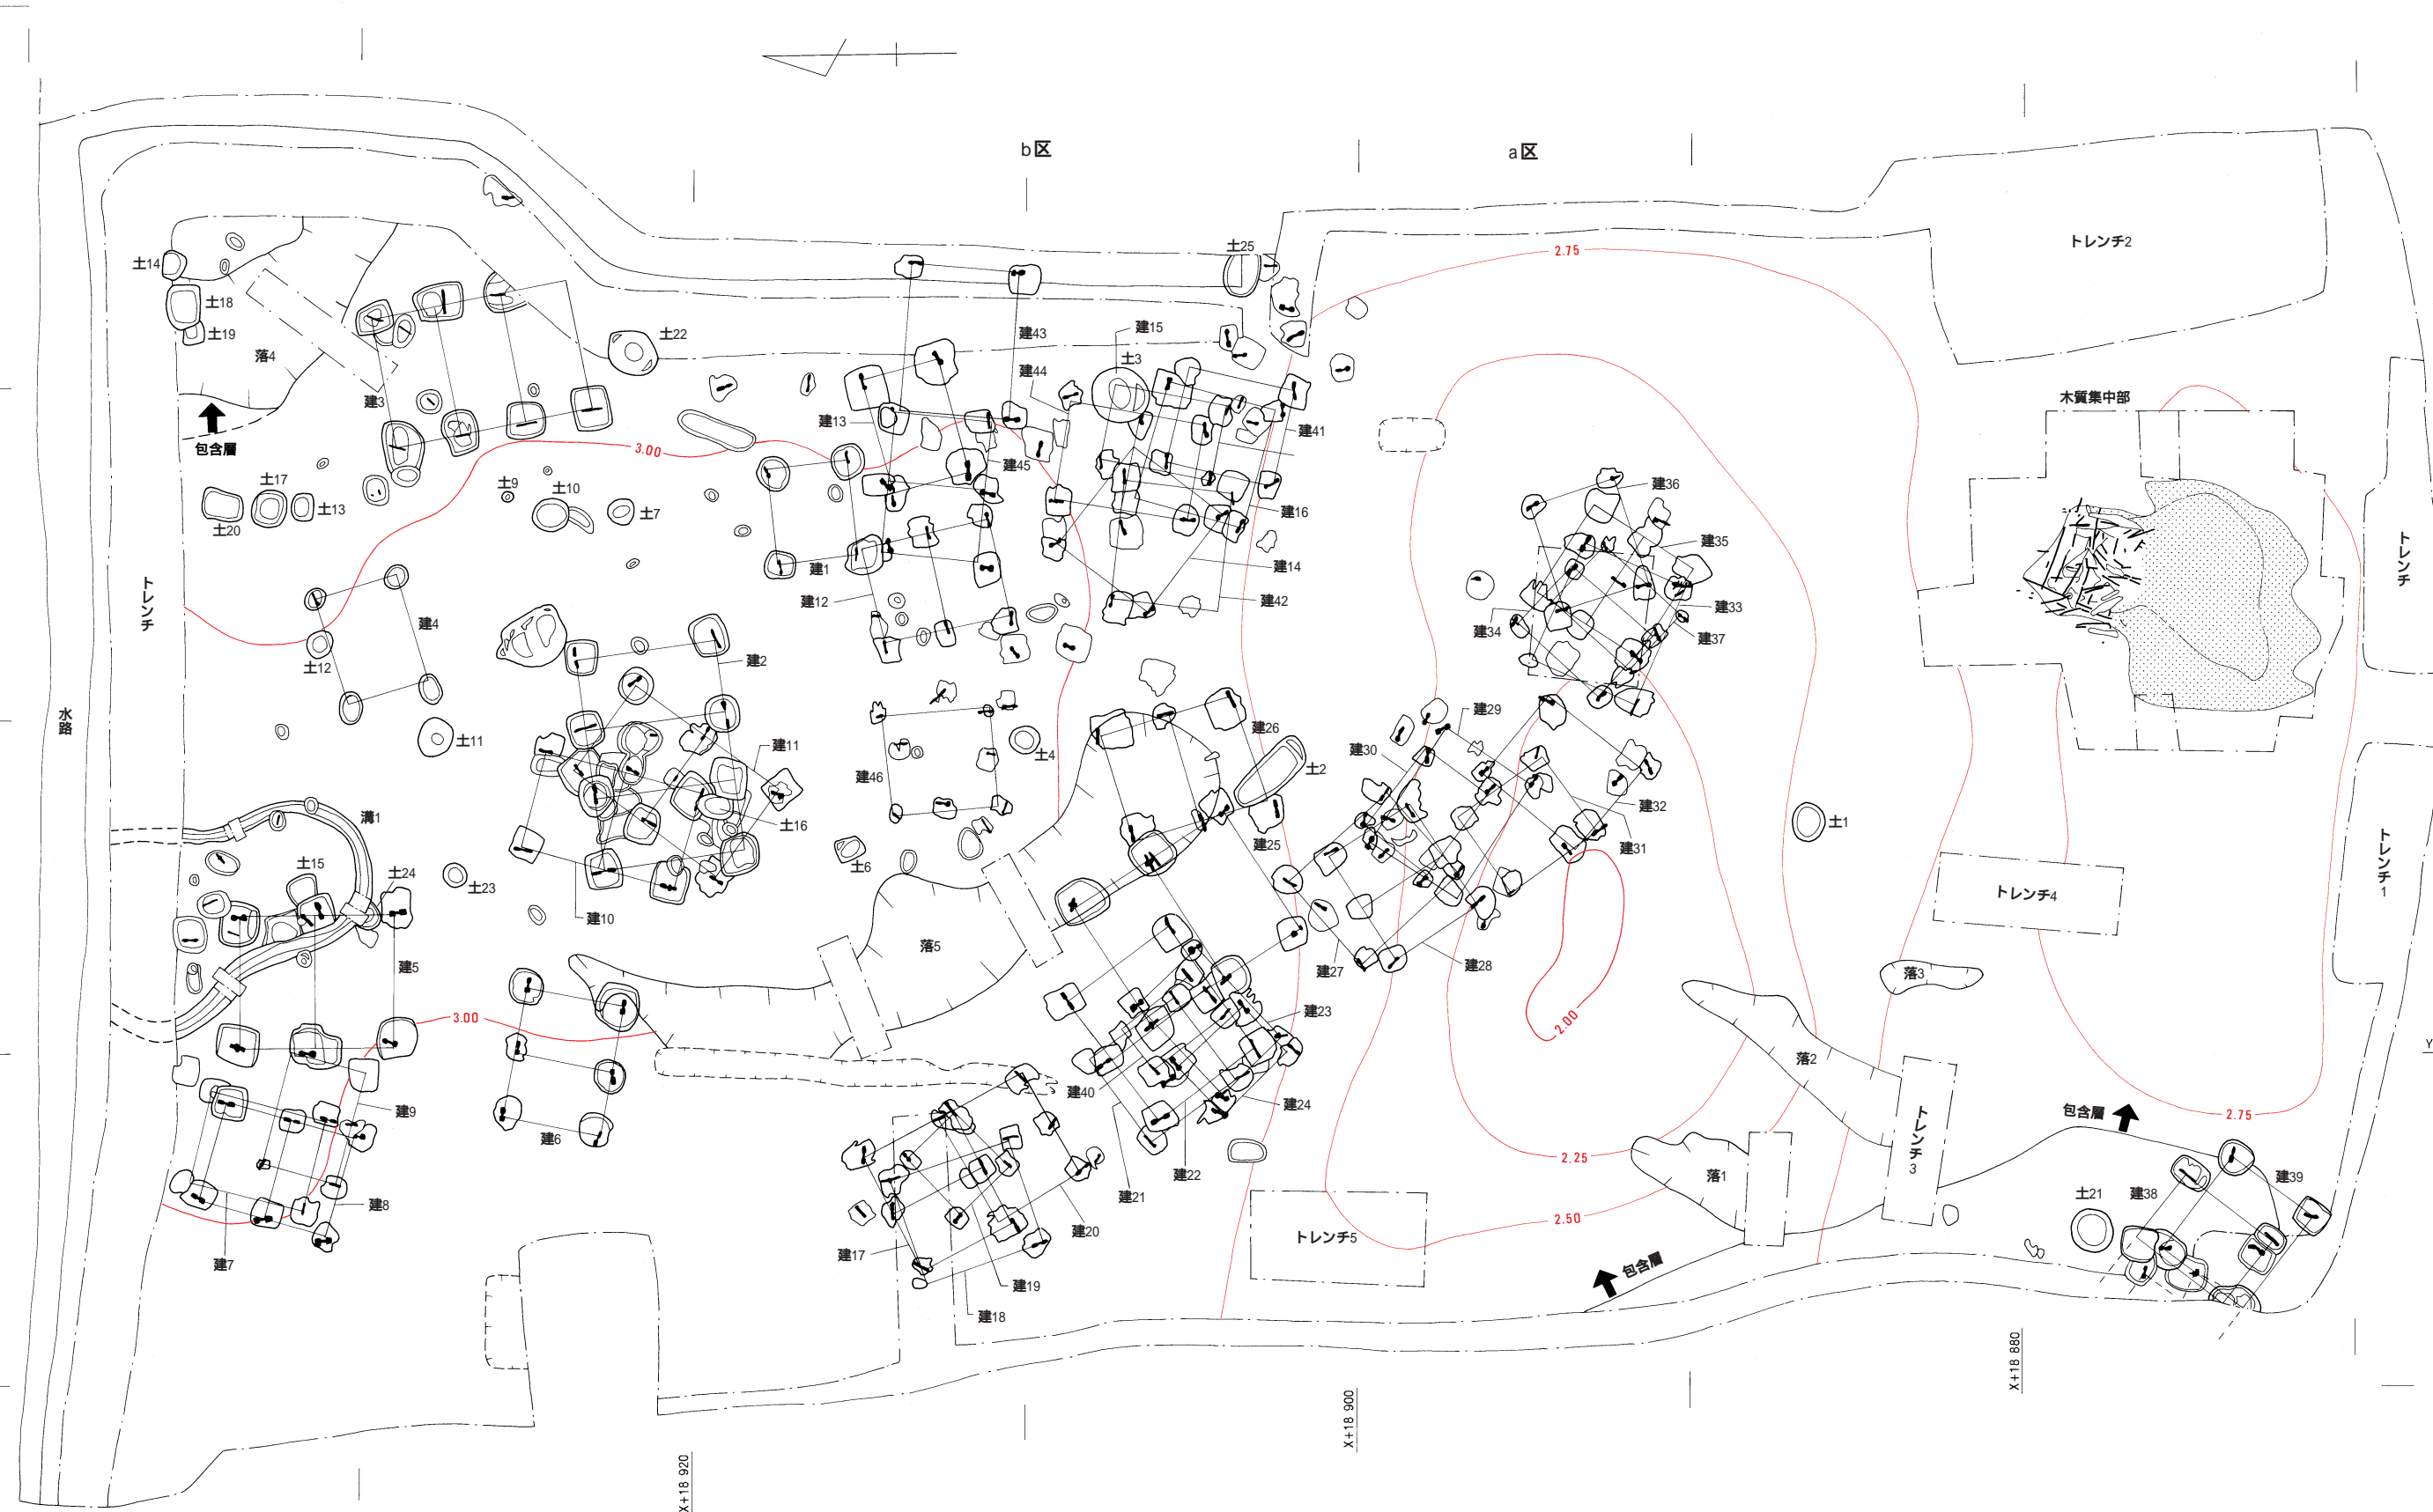 b区
a区
土25
2.75
トレンチ2
土14
土18
土19
落4
建3
包含層
土22
建43
建15
土3
建44
建13
建41
3.00
建45
木質集中部
土17
土13
土20
土9
土10
土7
建16
建14
建1
建12
建42
建36
建35
建33
建34
建37
トレンチ
トレンチ
建4
土12
建2
水路
土11
建11
土4
建46
建26
土2
建29
建30
建32
建31
土1
トレンチ1
溝1
土16
土6
建25
土15
土24
土23
建10
落5
建5
建27
建28
トレンチ4
落3
3.00
建23
2.00
落2
Y
建40
建24
建9
建6
建22
建21
2.25
落1
トレンチ3
包含層
2.75
建39
土21
建38
建8
建7
建17
建20
建19
建18
2.50
トレンチ5
包含層
X+18 880
X+18 900
X+18 920